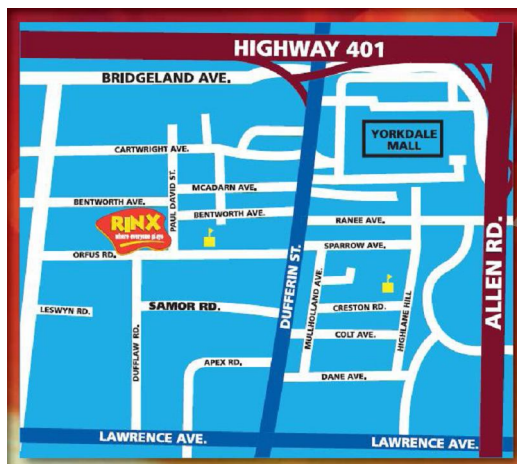 HIGHWAY 401
BRIDGELAND AVE.
YORKDALE
MALL
CARTWRIGHT AVE.
PAUL DAVID ST.
MCADARN AVE.
BENTWORTH AVE.
BENTWORTH AVE.
RANEE AVE.
RINX
SPARROW AVE.
ORFUS RD.
DUFFERIN ST.
MULLHOLLAND AVE.
HIGHLANE HILL
ALLEN RD.
LESWYN RD.
SAMOR RD.
CRESTON RD.
DUFFLAW RD.
COLT AVE.
APEX RD.
DANE AVE.
LAWRENCE AVE.
LAWRENCE AVE.